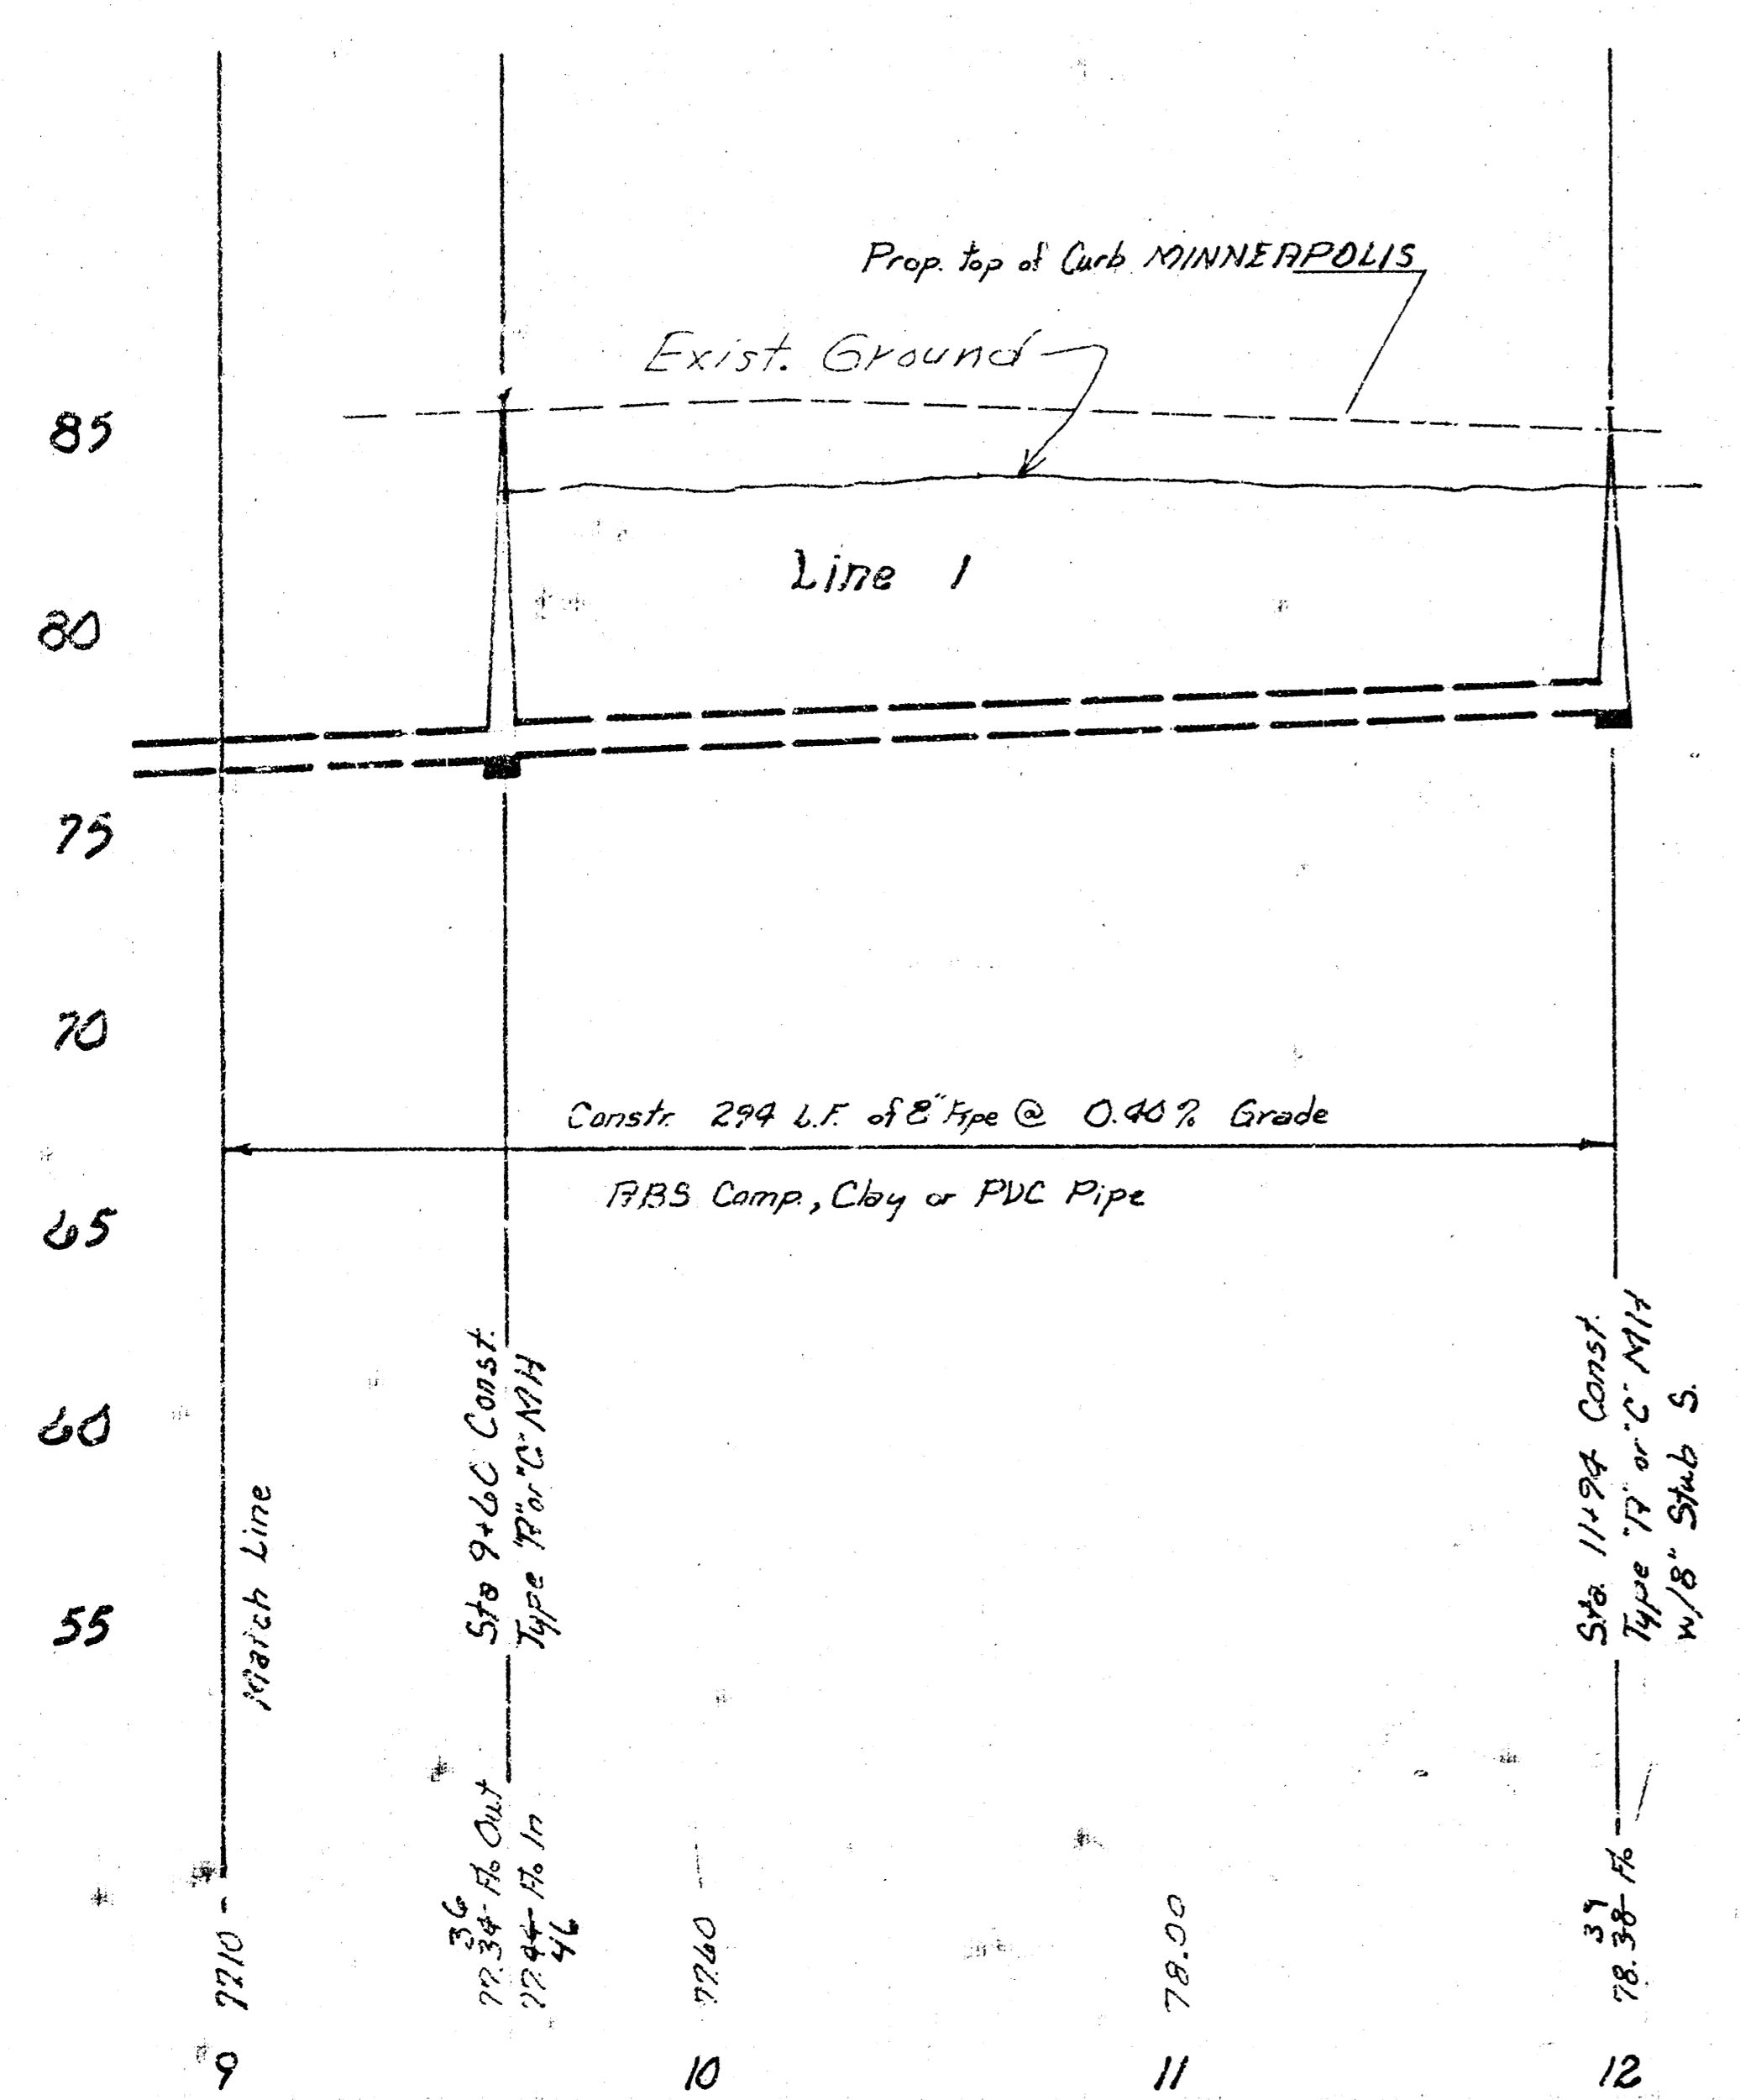 Prop. top of Curb MINNEAPOLIS
Exist. Ground
85
Line 1
80
75
70
Constr. 294 L.F. of 8" Pipe @ 0.40% Grade
ABS Comp., Clay or PVC Pipe
65
60
55
Match Line
Sta 9+60 Const.
Type "A" or "C" MH
Sta. 11+94 Const.
Type "A" or "C" MH
w/8" Stub S.
77.10
36
77.34 Flo Out
77.44 Flo In
46
77.60
78.00
39
78.38 Flo
9
10
11
12